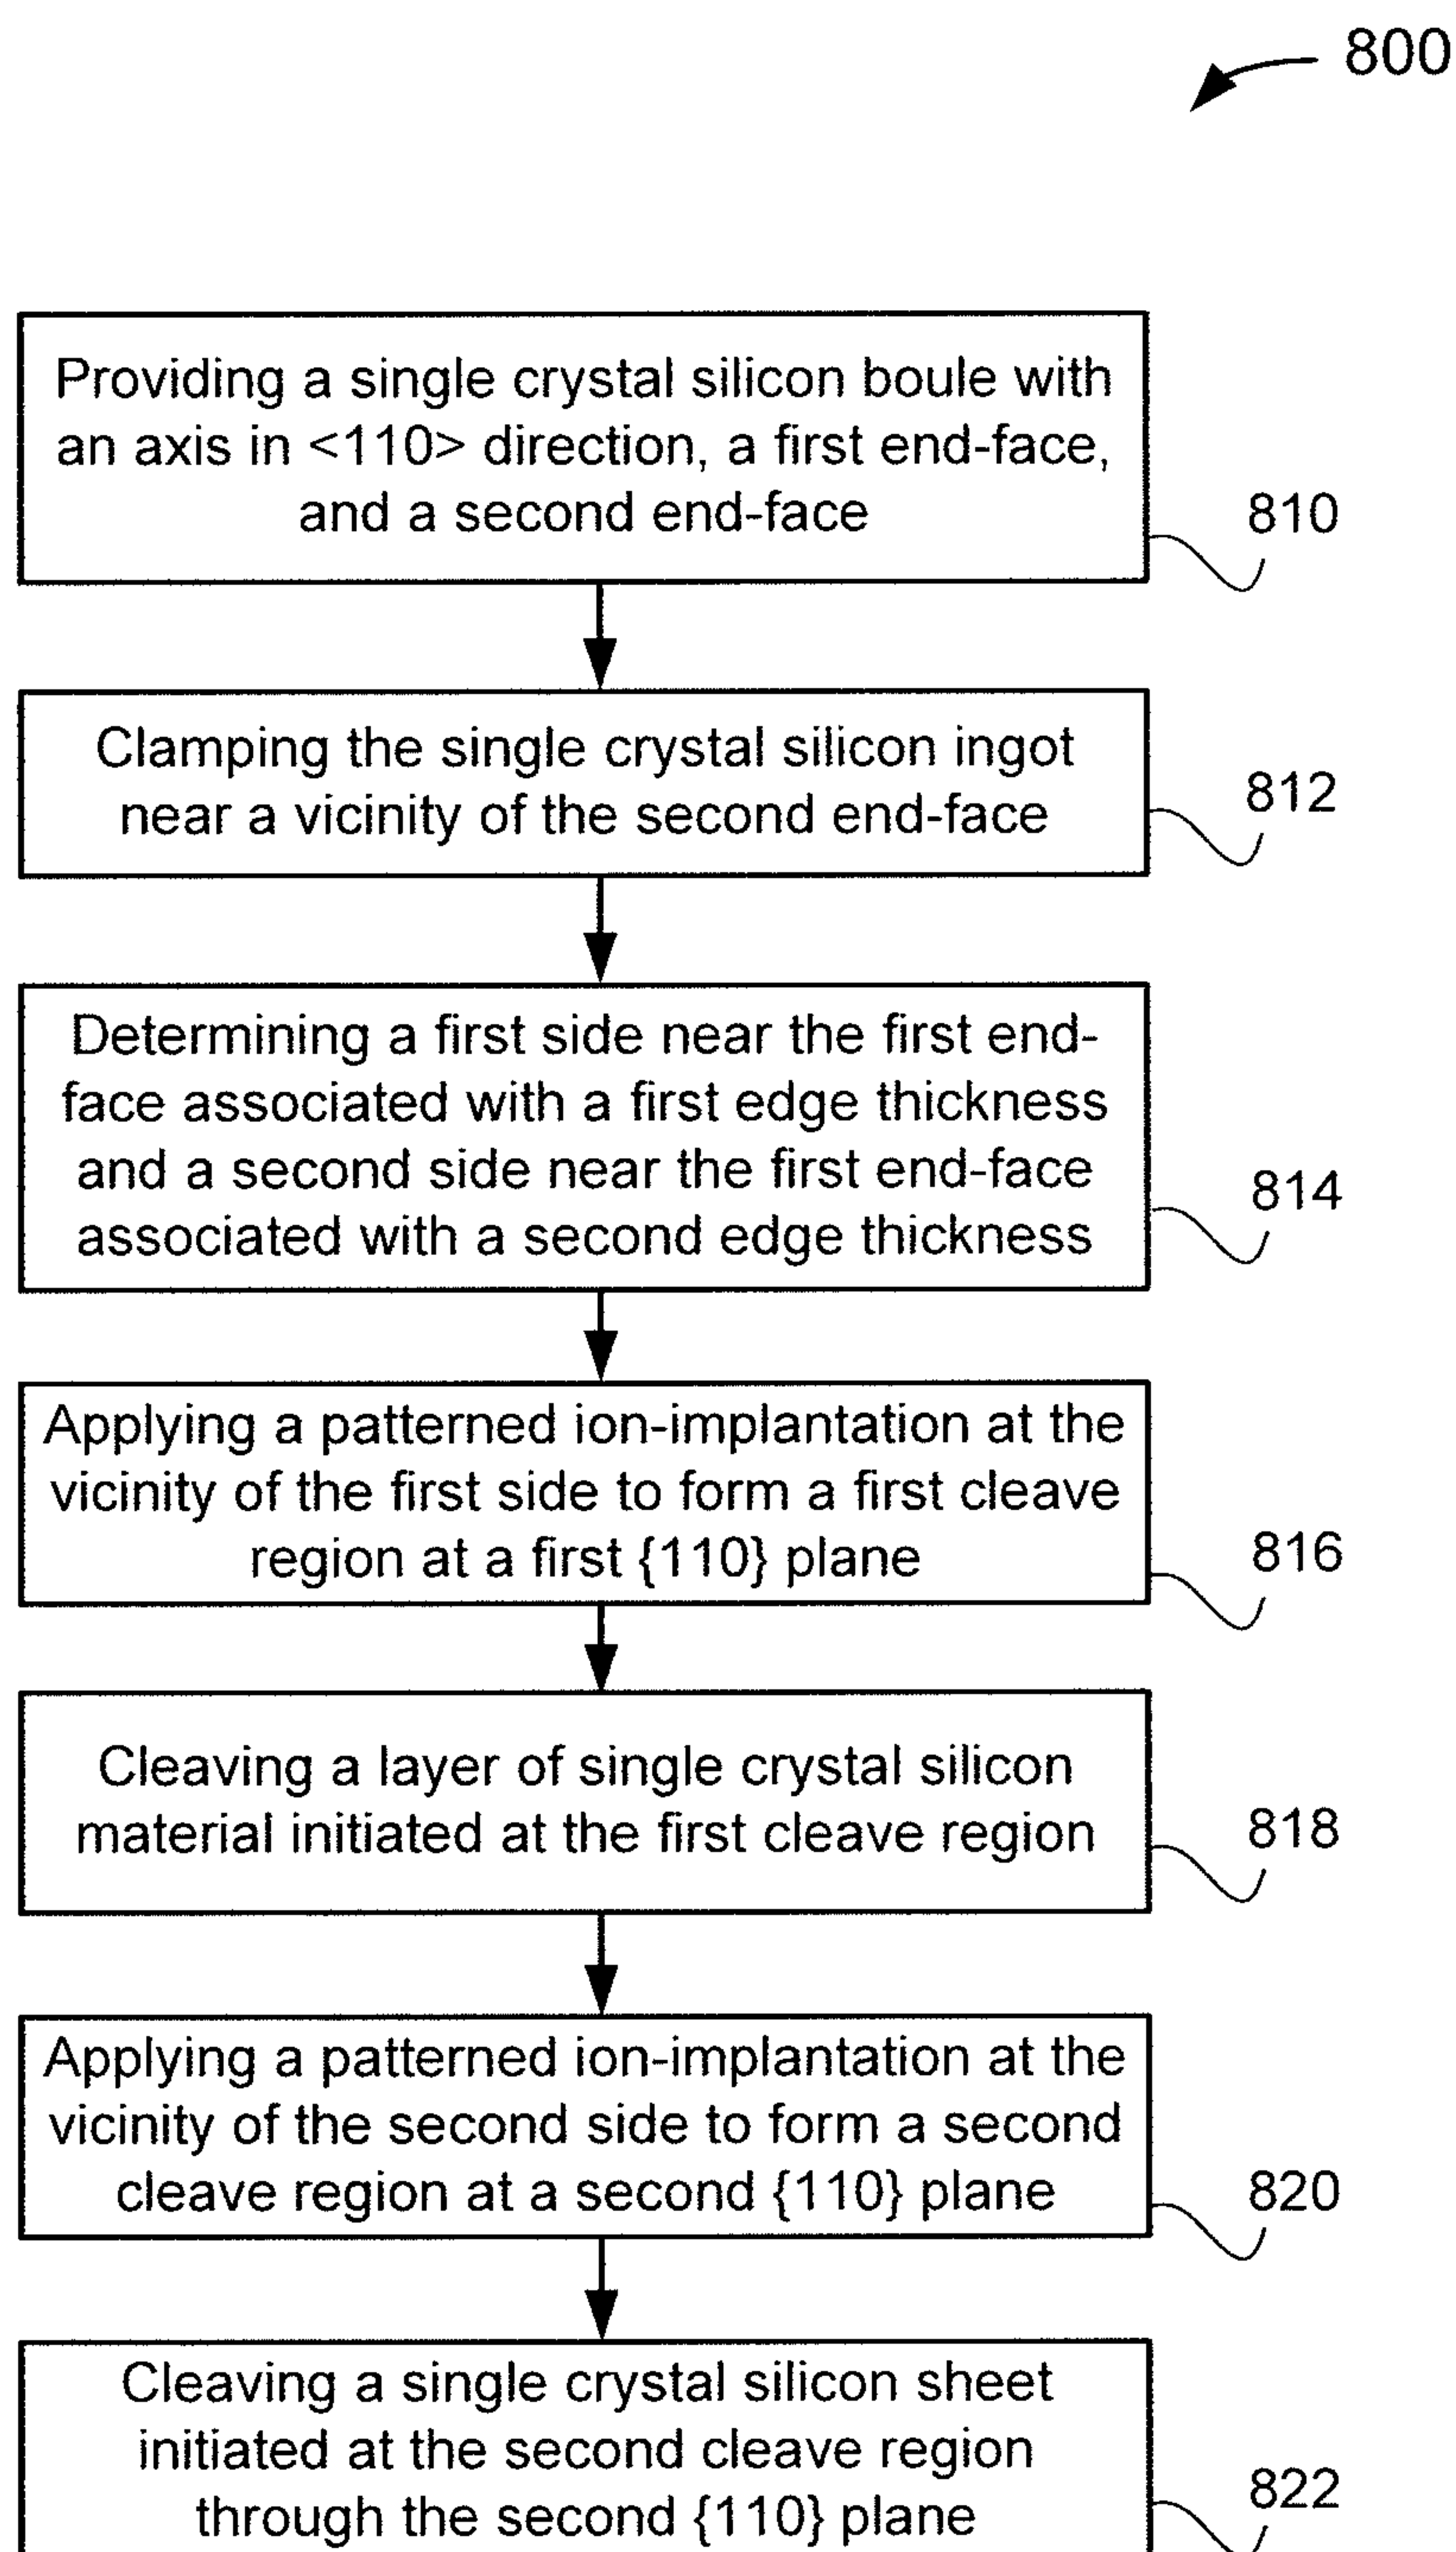 800
Providing a single crystal silicon boule with
an axis in <110> direction, a first end-face,
and a second end-face
810
Clamping the single crystal silicon ingot
near a vicinity of the second end-face
812
Determining a first side near the first end-
face associated with a first edge thickness
and a second side near the first end-face
associated with a second edge thickness
814
Applying a patterned ion-implantation at the
vicinity of the first side to form a first cleave
region at a first {110} plane
816
Cleaving a layer of single crystal silicon
material initiated at the first cleave region
818
Applying a patterned ion-implantation at the
vicinity of the second side to form a second
cleave region at a second {110} plane
820
Cleaving a single crystal silicon sheet
initiated at the second cleave region
through the second {110} plane
822